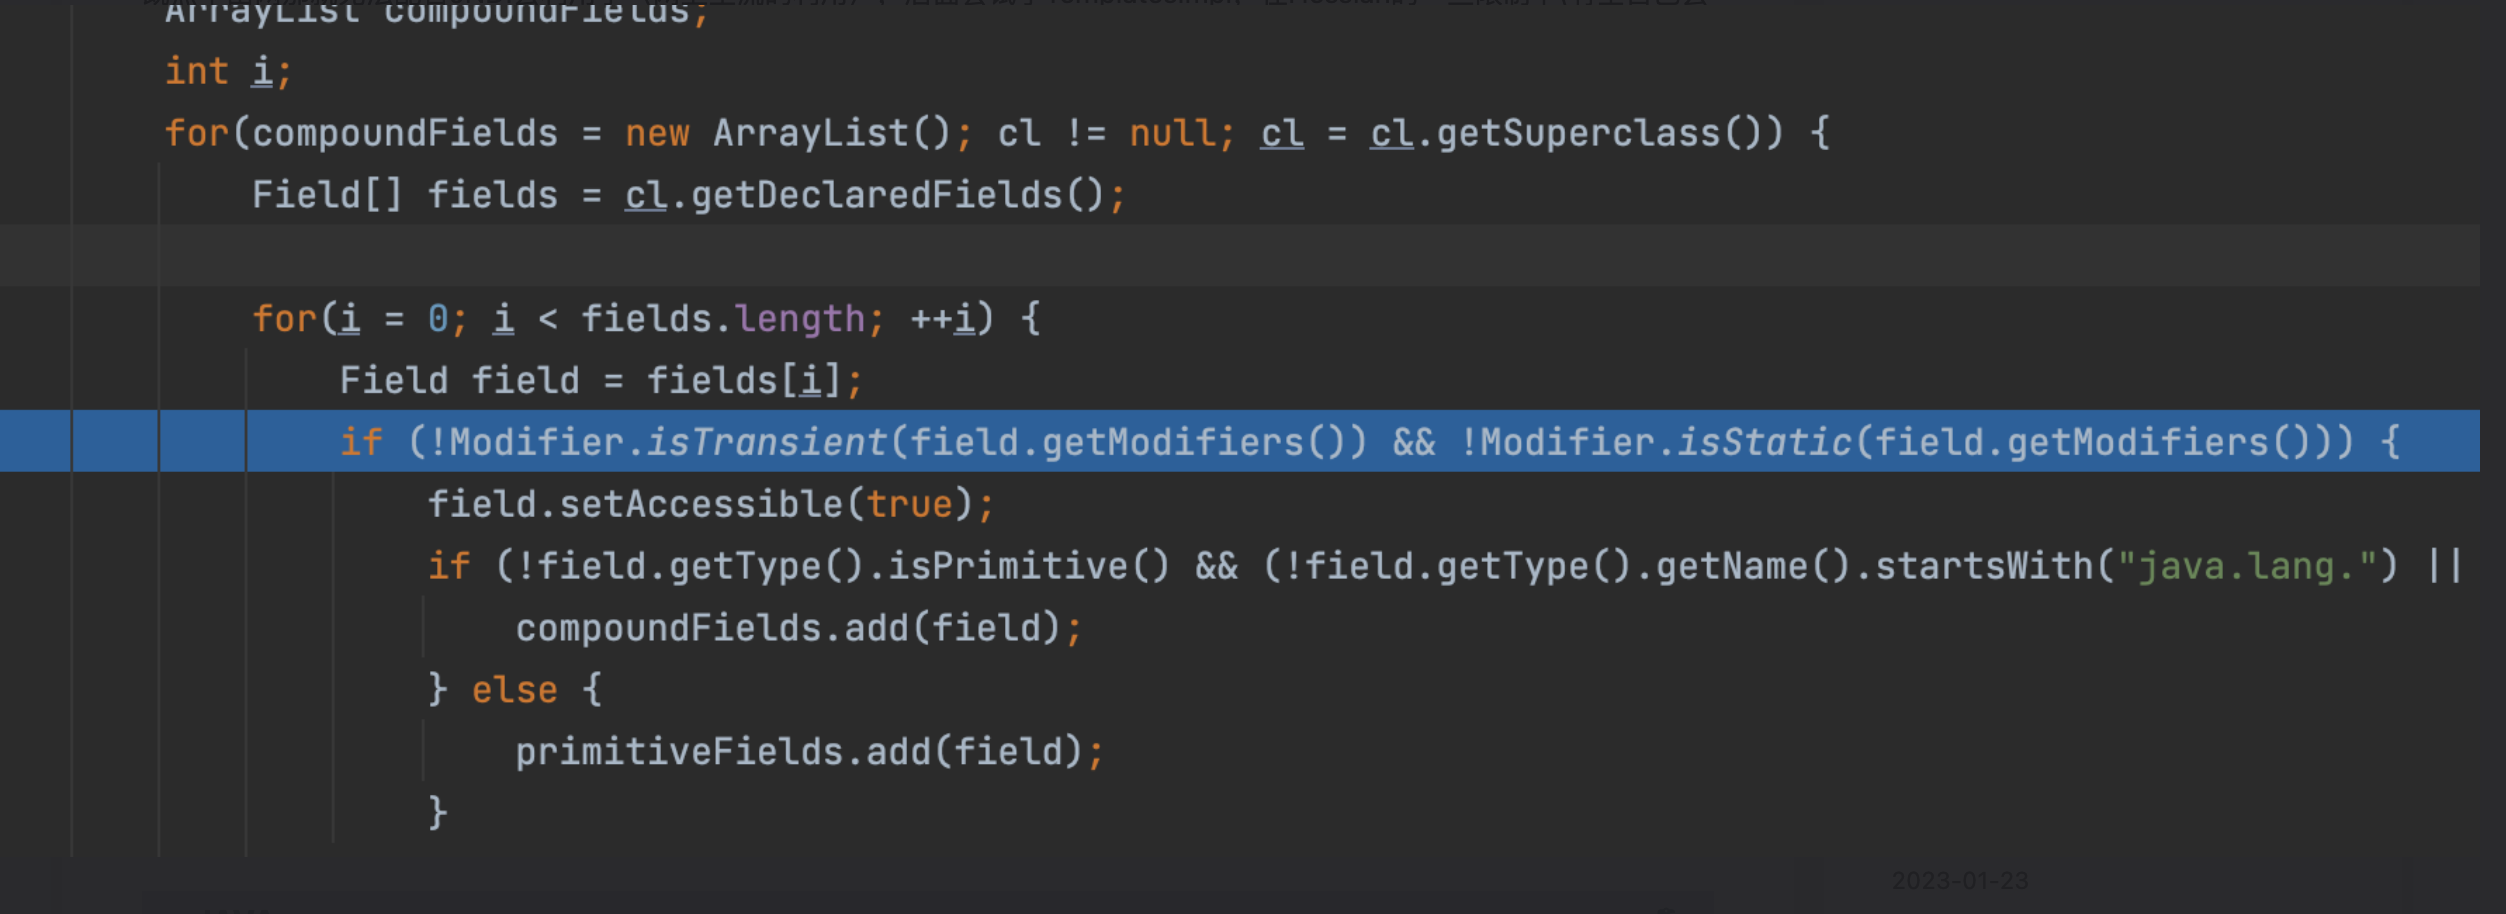 ArrayList compoundFields;
int i;
for(compoundFields = new ArrayList(); cl != null; cl = cl.getSuperclass()) {
Field[] fields = cl.getDeclaredFields();
for(i = 0; i < fields.length; ++i) {
Field field = fields[i];
if (!Modifier.isTransient(field.getModifiers()) && !Modifier.isStatic(field.getModifiers())) {
field.setAccessible(true);
if (!field.getType().isPrimitive() && (!field.getType().getName().startsWith("java.lang.") ||
compoundFields.add(field);
} else {
primitiveFields.add(field);
}
2023-01-23